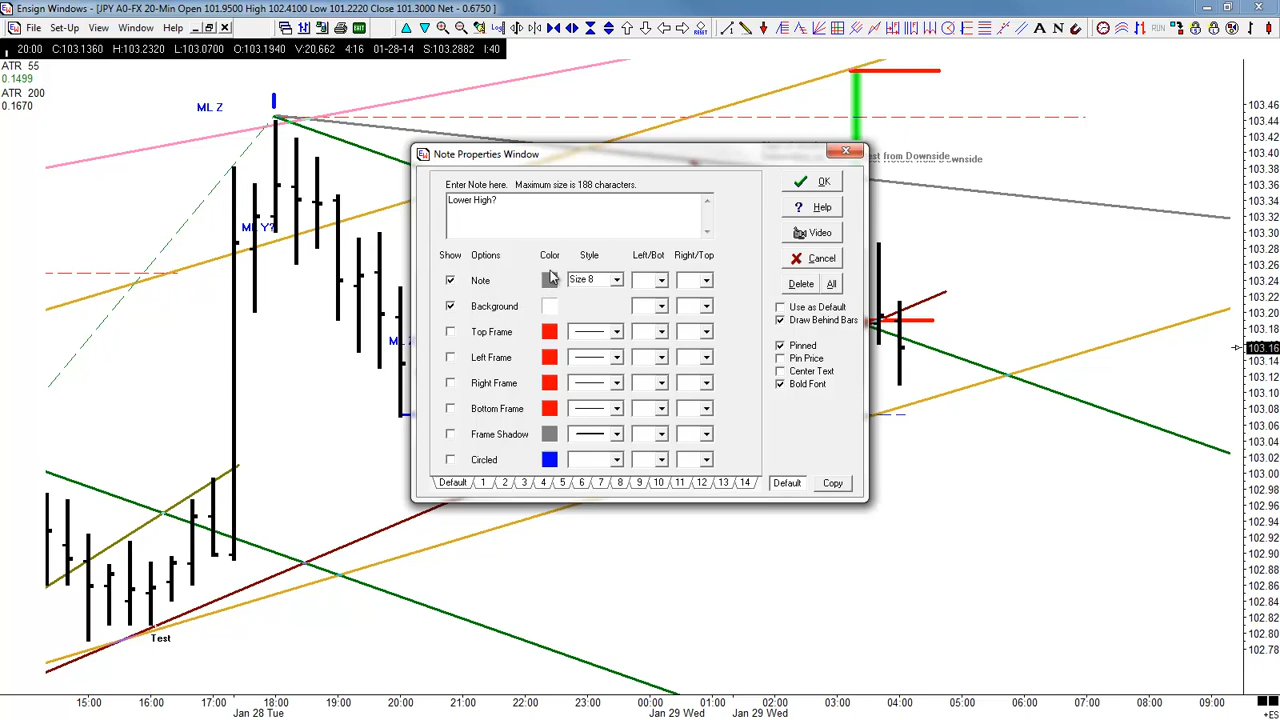 Ensign Windows - [JPY A0-FX 20-Min Open 101.9500 High 102.4100 Low 101.2220 Close 101.3000 Net - 0.6750 ]
File Set-Up View Window Help
20:00 C:103.1360 H:103.2320 L:103.0700 O:103.1940 V:20,662 4:16 01-28-14 S:103.2882 I:40
ATR 55
0.1499
ATR 200
0.1670
ML Z
ML Y?
Test
Note Properties Window
Enter Note here. Maximum size is 188 characters.
Lower High?
Show Options Color Style Left/Bot Right/Top
Note Size 8
Background
Top Frame
Left Frame
Right Frame
Bottom Frame
Frame Shadow
Circled
Default 1 2 3 4 5 6 7 8 9 10 11 12 13 14
OK
Help
Video
Cancel
Delete All
Use as Default
Draw Behind Bars
Pinned
Pin Price
Center Text
Bold Font
Default Copy
from Downside
103.46
103.44
103.42
103.40
103.38
103.36
103.34
103.32
103.30
103.28
103.26
103.24
103.22
103.20
103.18
103.16
103.14
103.12
103.10
103.08
103.06
103.04
103.02
103.00
102.98
102.96
102.94
102.92
102.90
102.88
102.86
102.84
102.82
102.80
102.78
15:00 16:00 17:00 18:00 19:00 20:00 21:00 22:00 23:00 00:00 01:00 02:00 03:00 04:00 05:00 06:00 07:00 08:00 09:00
Jan 28 Tue Jan 29 Wed Jan 29 Wed
+ES